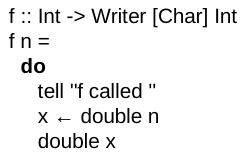 f :: Int -> Writer [Char] Int
f n =
do
tell "f called "
x ← double n
double x